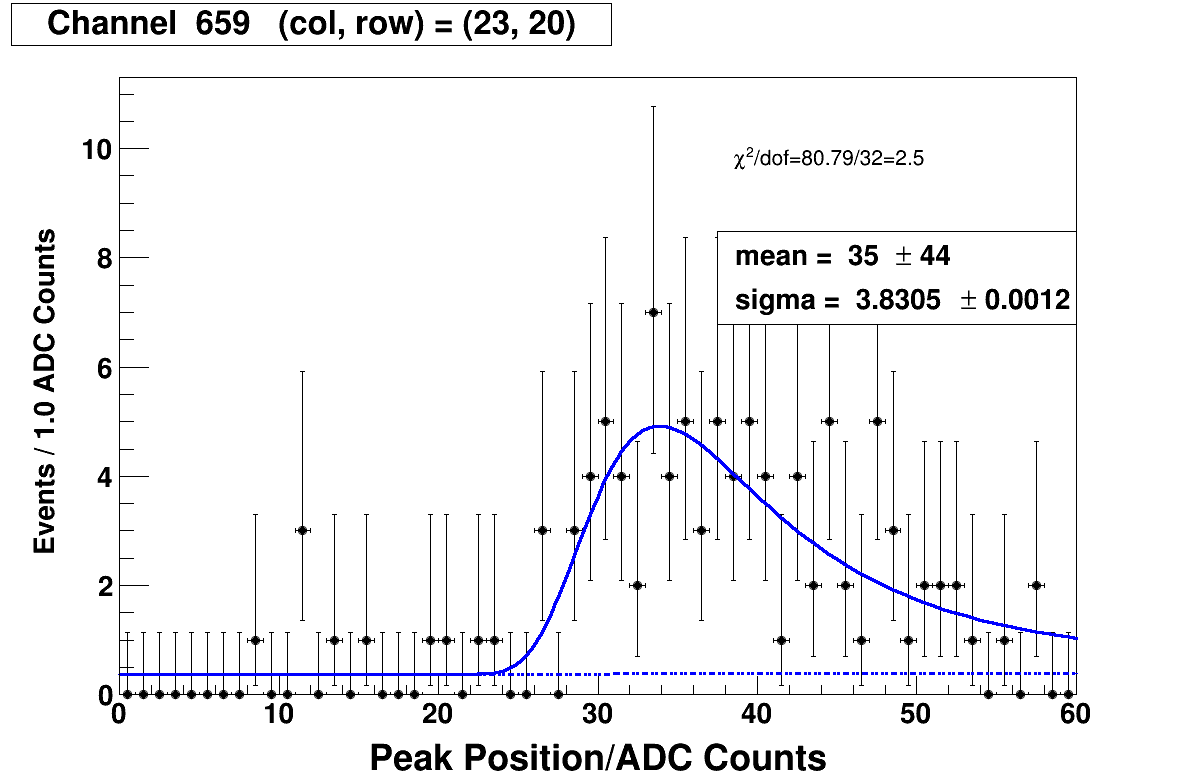 Channel 659 (col, row) = (23, 20)
χ²/dof=80.79/32=2.5
mean = 35 ± 44
sigma = 3.8305 ± 0.0012
Events / 1.0 ADC Counts
10
8
6
4
2
0
0 10 20 30 40 50 60
Peak Position/ADC Counts